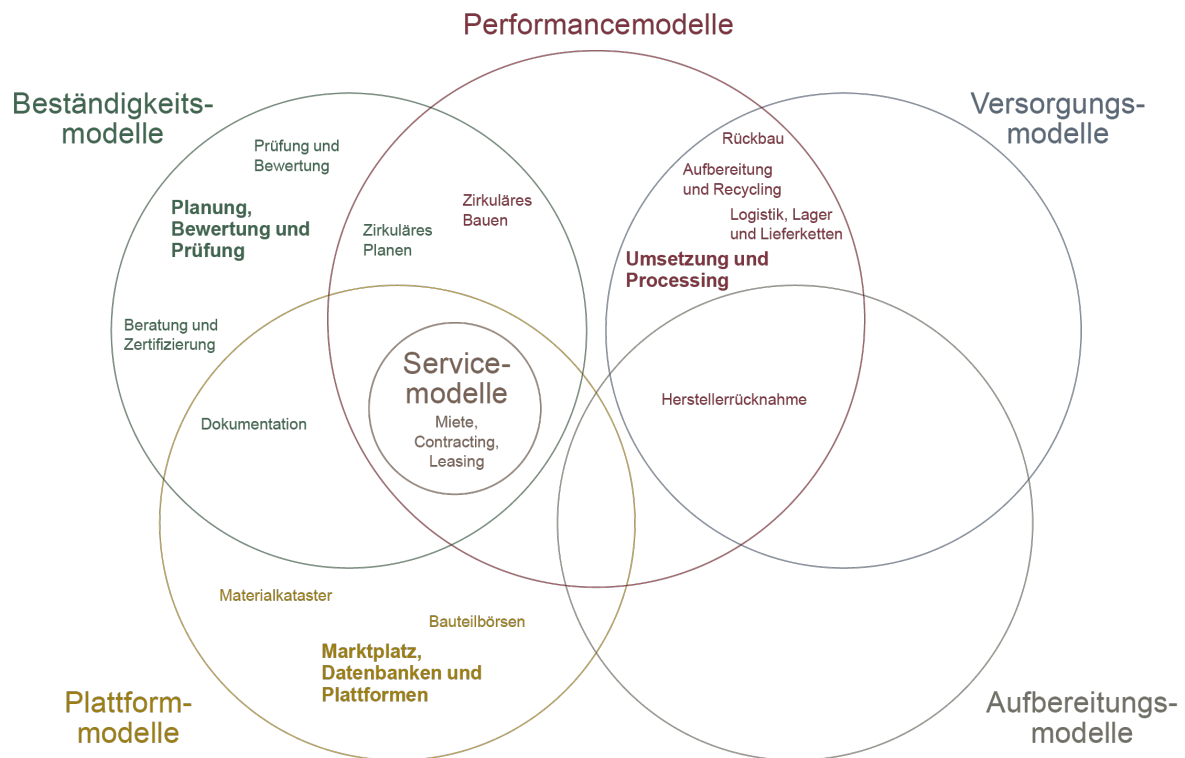 Performancemodelle
Beständigkeits-
modelle
Versorgungs-
modelle
Prüfung und
Bewertung
Planung,
Bewertung und
Prüfung
Zirkuläres
Planen
Zirkuläres
Bauen
Rückbau
Aufbereitung
und Recycling
Logistik, Lager
und Lieferketten
Umsetzung und
Processing
Beratung und
Zertifizierung
Dokumentation
Service-
modelle
Miete,
Contracting,
Leasing
Herstellerrücknahme
Materialkataster
Bauteilbörsen
Marktplatz,
Datenbanken und
Plattformen
Plattform-
modelle
Aufbereitungs-
modelle